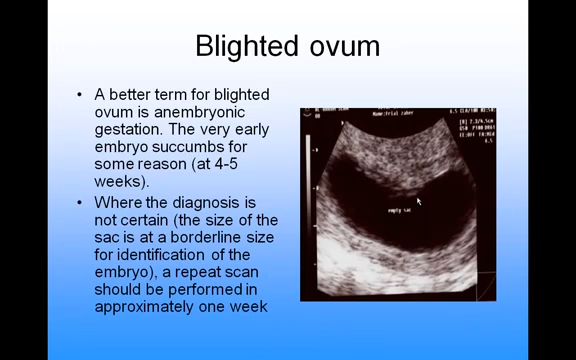 Blighted ovum
• A better term for blighted
ovum is anembryonic
gestation. The very early
embryo succumbs for
some reason (at 4-5
weeks).
• Where the diagnosis is
not certain (the size of the
sac is at a borderline size
for identification of the
embryo), a repeat scan
should be performed in
approximately one week
empty sac